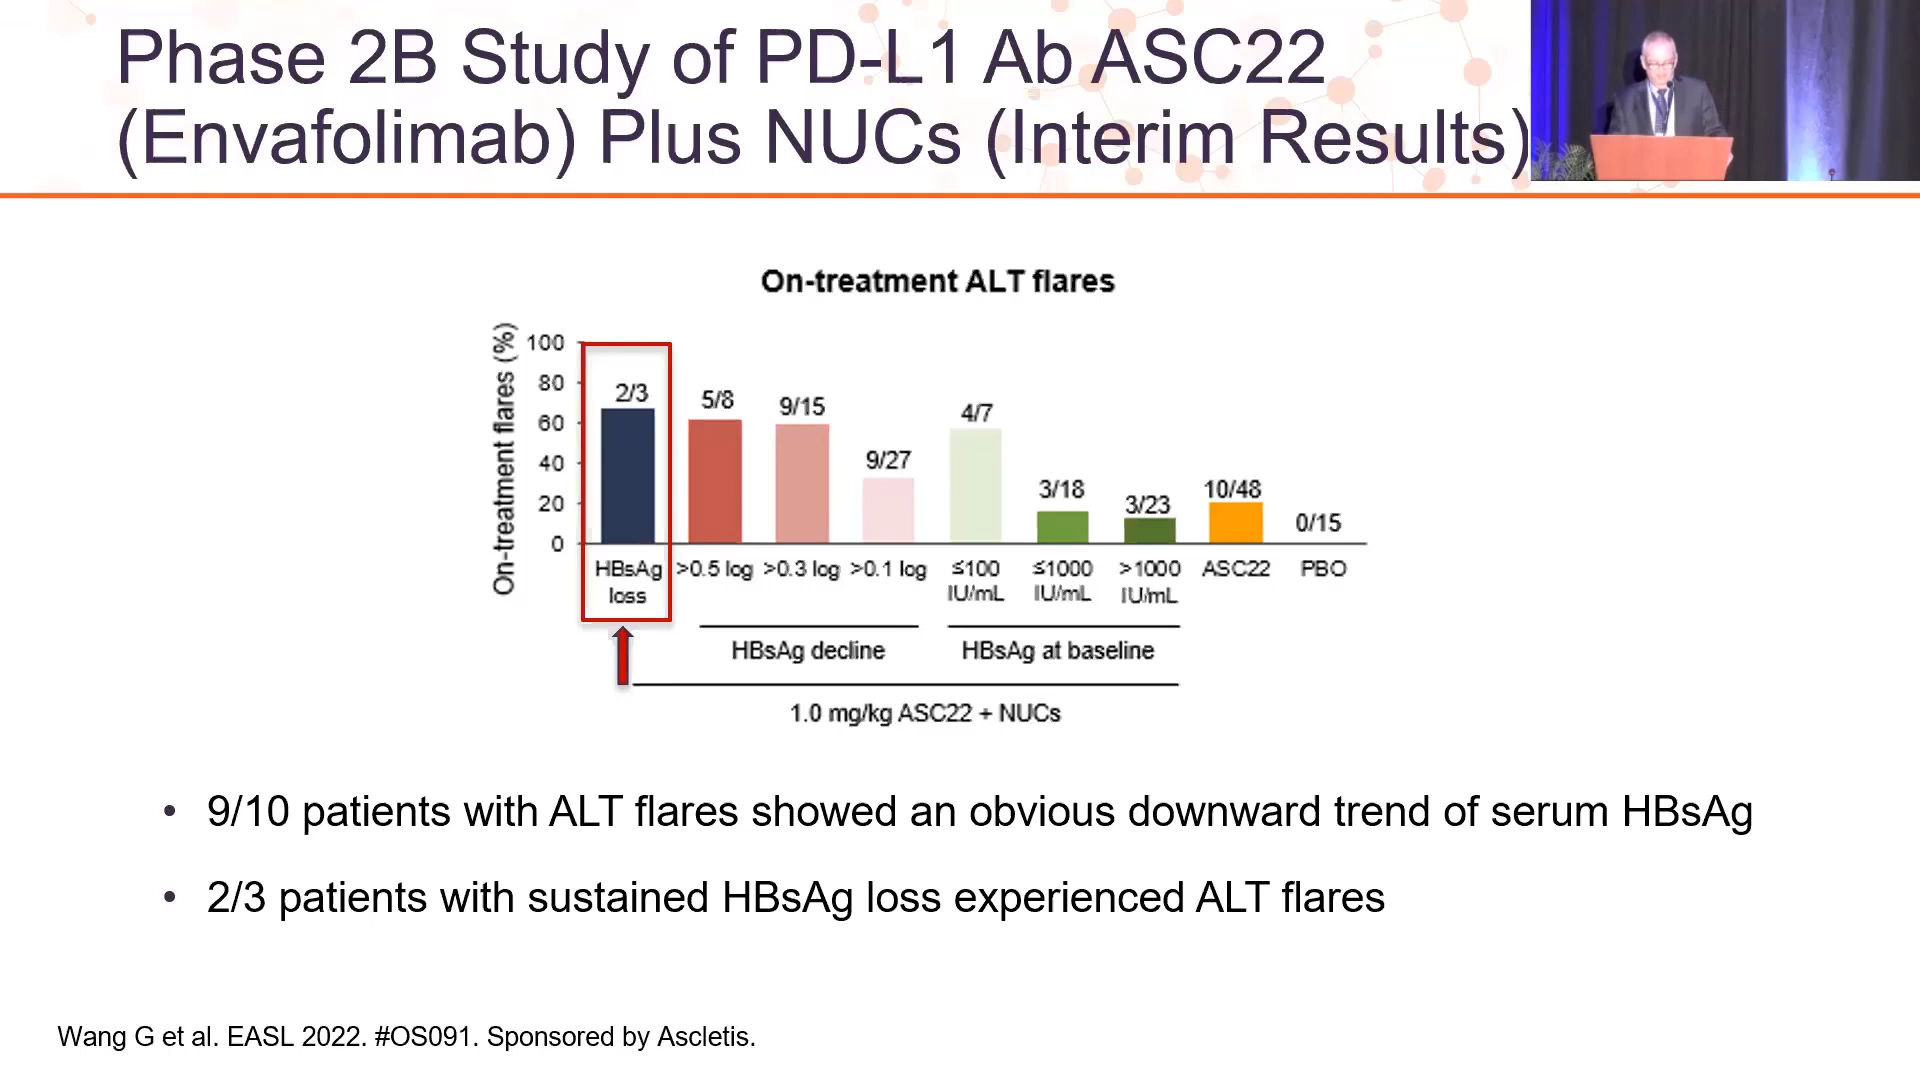 Phase 2B Study of PD-L1 Ab ASC22
(Envafolimab) Plus NUCs (Interim Results)
On-treatment ALT flares
On-treatment flares (%)
100
80
60
40
20
0
2/3
5/8
9/15
9/27
4/7
3/18
3/23
10/48
0/15
HBsAg
loss
>0.5 log
>0.3 log
>0.1 log
≤100
IU/mL
≤1000
IU/mL
>1000
IU/mL
ASC22
PBO
HBsAg decline
HBsAg at baseline
1.0 mg/kg ASC22 + NUCs
• 9/10 patients with ALT flares showed an obvious downward trend of serum HBsAg
• 2/3 patients with sustained HBsAg loss experienced ALT flares
Wang G et al. EASL 2022. #OS091. Sponsored by Ascletis.